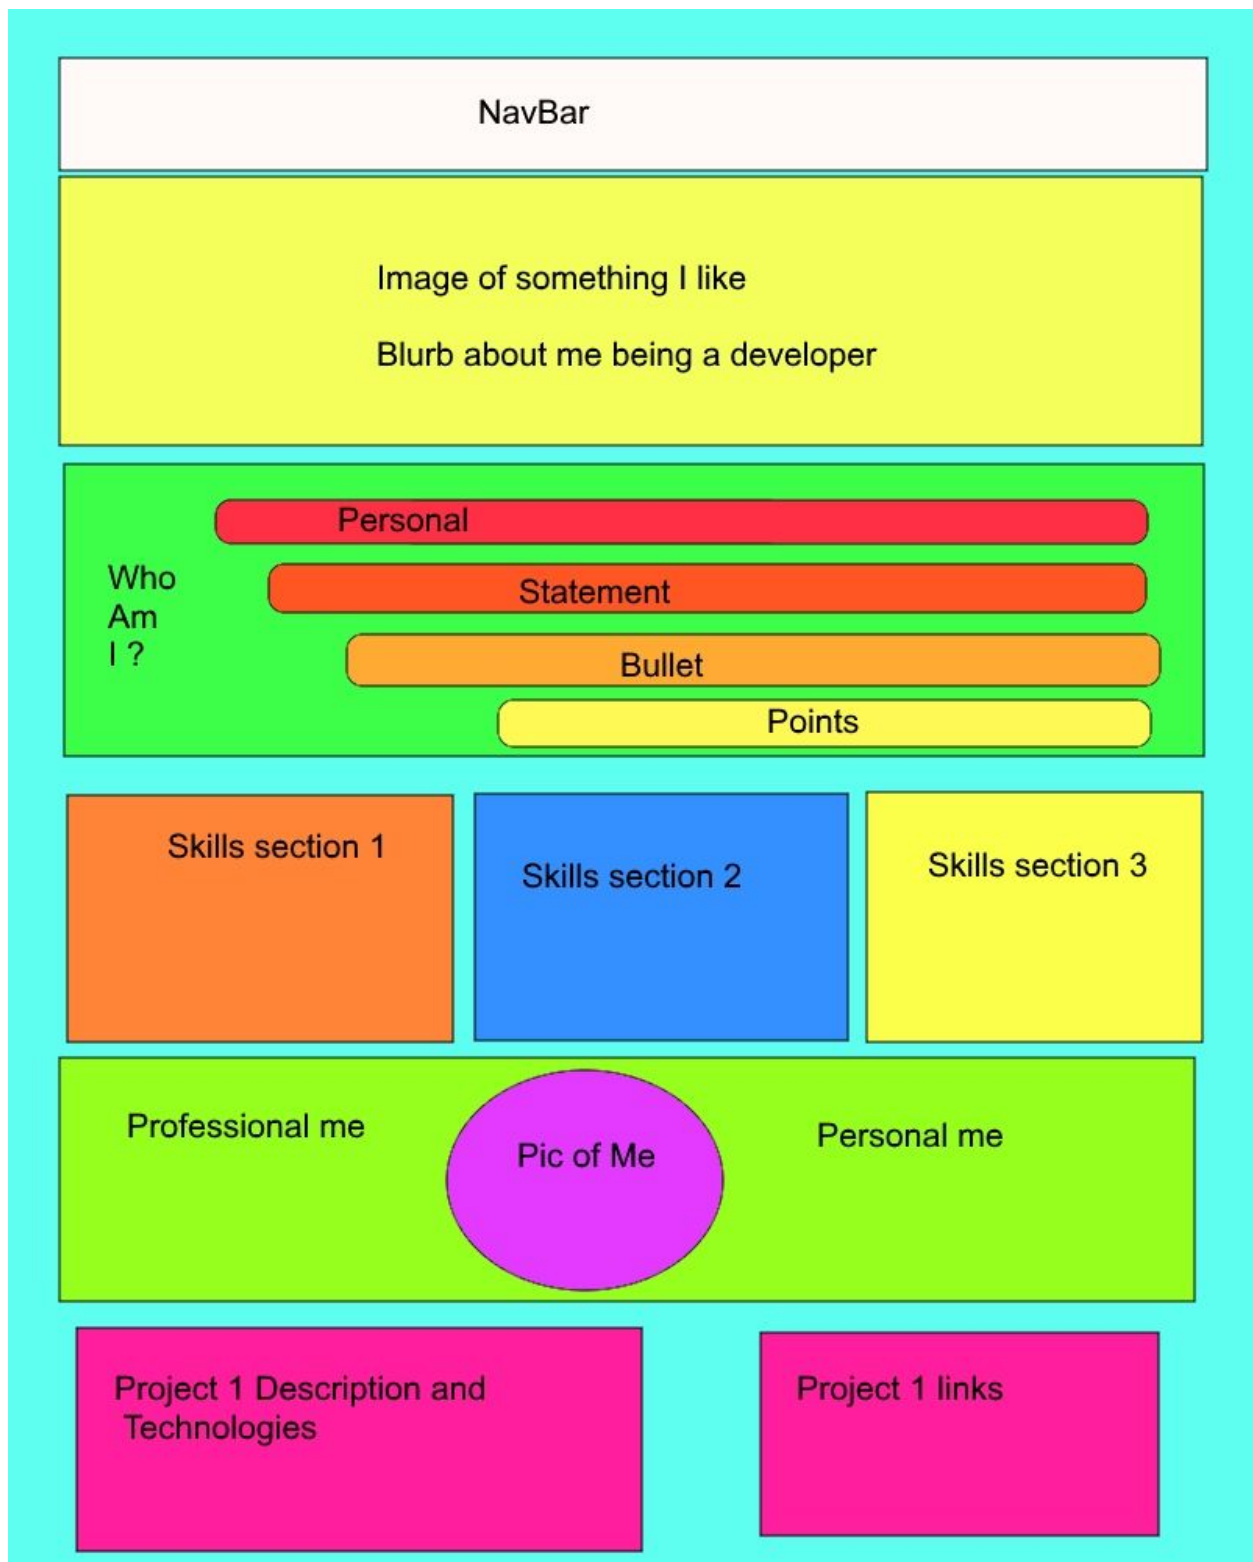 NavBar
Image of something I like
Blurb about me being a developer
Who
Am
I ?
Personal
Statement
Bullet
Points
Skills section 1
Skills section 2
Skills section 3
Professional me
Pic of Me
Personal me
Project 1 Description and
Technologies
Project 1 links